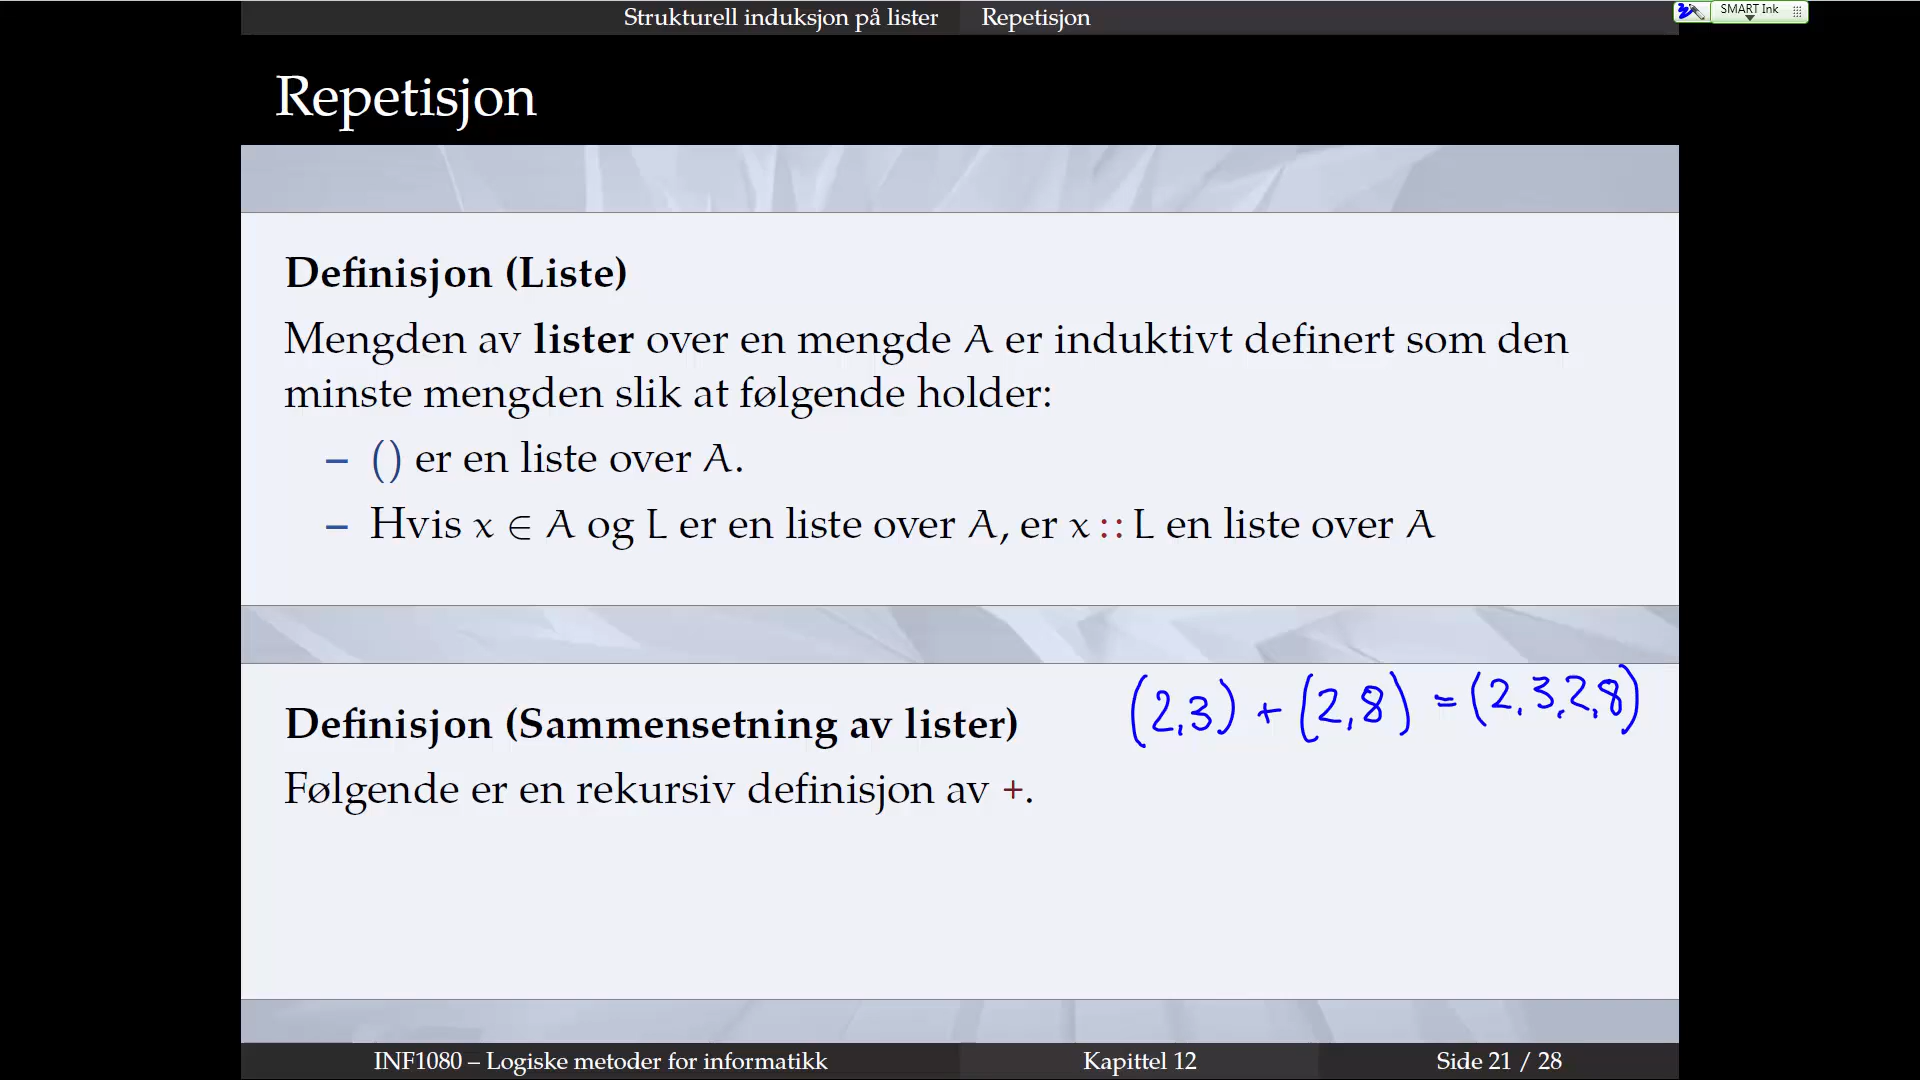 Strukturell induksjon på lister Repetisjon
SMART Ink
Repetisjon
Definisjon (Liste)
Mengden av lister over en mengde A er induktivt definert som den
minste mengden slik at følgende holder:
– () er en liste over A.
– Hvis x ∈ A og L er en liste over A, er x :: L en liste over A
(2,3) + (2,8) = (2,3,2,8)
Definisjon (Sammensetning av lister)
Følgende er en rekursiv definisjon av +.
INF1080 – Logiske metoder for informatikk Kapittel 12 Side 21 / 28